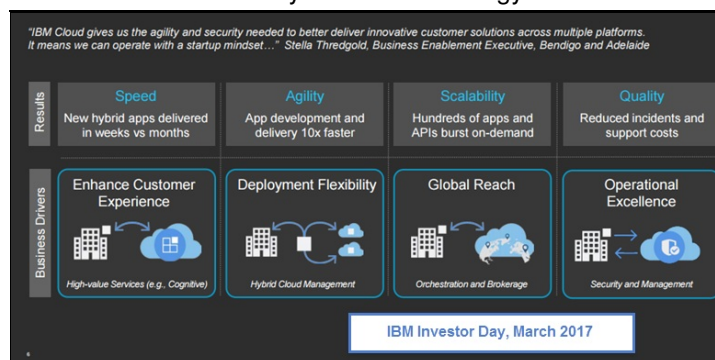 “IBM Cloud gives us the agility and security needed to better deliver innovative customer solutions across multiple platforms.
It means we can operate with a startup mindset…” Stella Thredgold, Business Enablement Executive, Bendigo and Adelaide
Results
Speed
New hybrid apps delivered
in weeks vs months
Agility
App development and
delivery 10x faster
Scalability
Hundreds of apps and
APIs burst on-demand
Quality
Reduced incidents and
support costs
Business Drivers
Enhance Customer
Experience
High-value Services (e.g., Cognitive)
Deployment Flexibility
Hybrid Cloud Management
Global Reach
Orchestration and Brokerage
Operational
Excellence
Security and Management
IBM Investor Day, March 2017